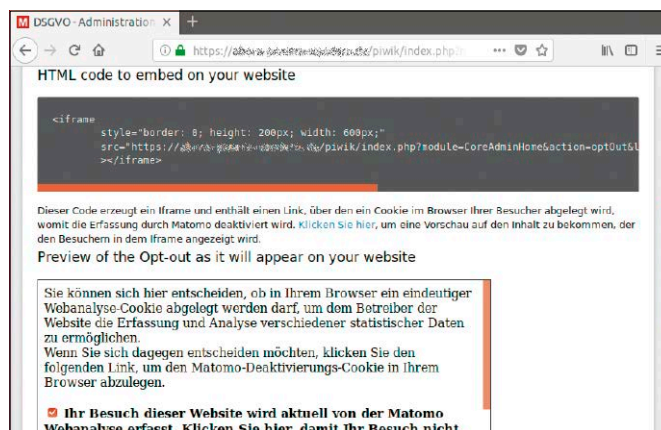 DSGVO - Administration
https:// /piwik/index.php?
HTML code to embed on your website
<iframe
style="border: 0; height: 200px; width: 600px;"
src="https:// /piwik/index.php?module=CoreAdminHome&action=optOut&l
></iframe>
Dieser Code erzeugt ein Iframe und enthält einen Link, über den ein Cookie im Browser Ihrer Besucher abgelegt wird,
womit die Erfassung durch Matomo deaktiviert wird. Klicken Sie hier, um eine Vorschau auf den Inhalt zu bekommen, der
den Besuchern in dem Iframe angezeigt wird.
Preview of the Opt-out as it will appear on your website
Sie können sich hier entscheiden, ob in Ihrem Browser ein eindeutiger
Webanalyse-Cookie abgelegt werden darf, um dem Betreiber der
Website die Erfassung und Analyse verschiedener statistischer Daten
zu ermöglichen.
Wenn Sie sich dagegen entscheiden möchten, klicken Sie den
folgenden Link, um den Matomo-Deaktivierungs-Cookie in Ihrem
Browser abzulegen.
Ihr Besuch dieser Website wird aktuell von der Matomo
Webanalyse erfasst. Klicken Sie hier, damit Ihr Besuch nicht